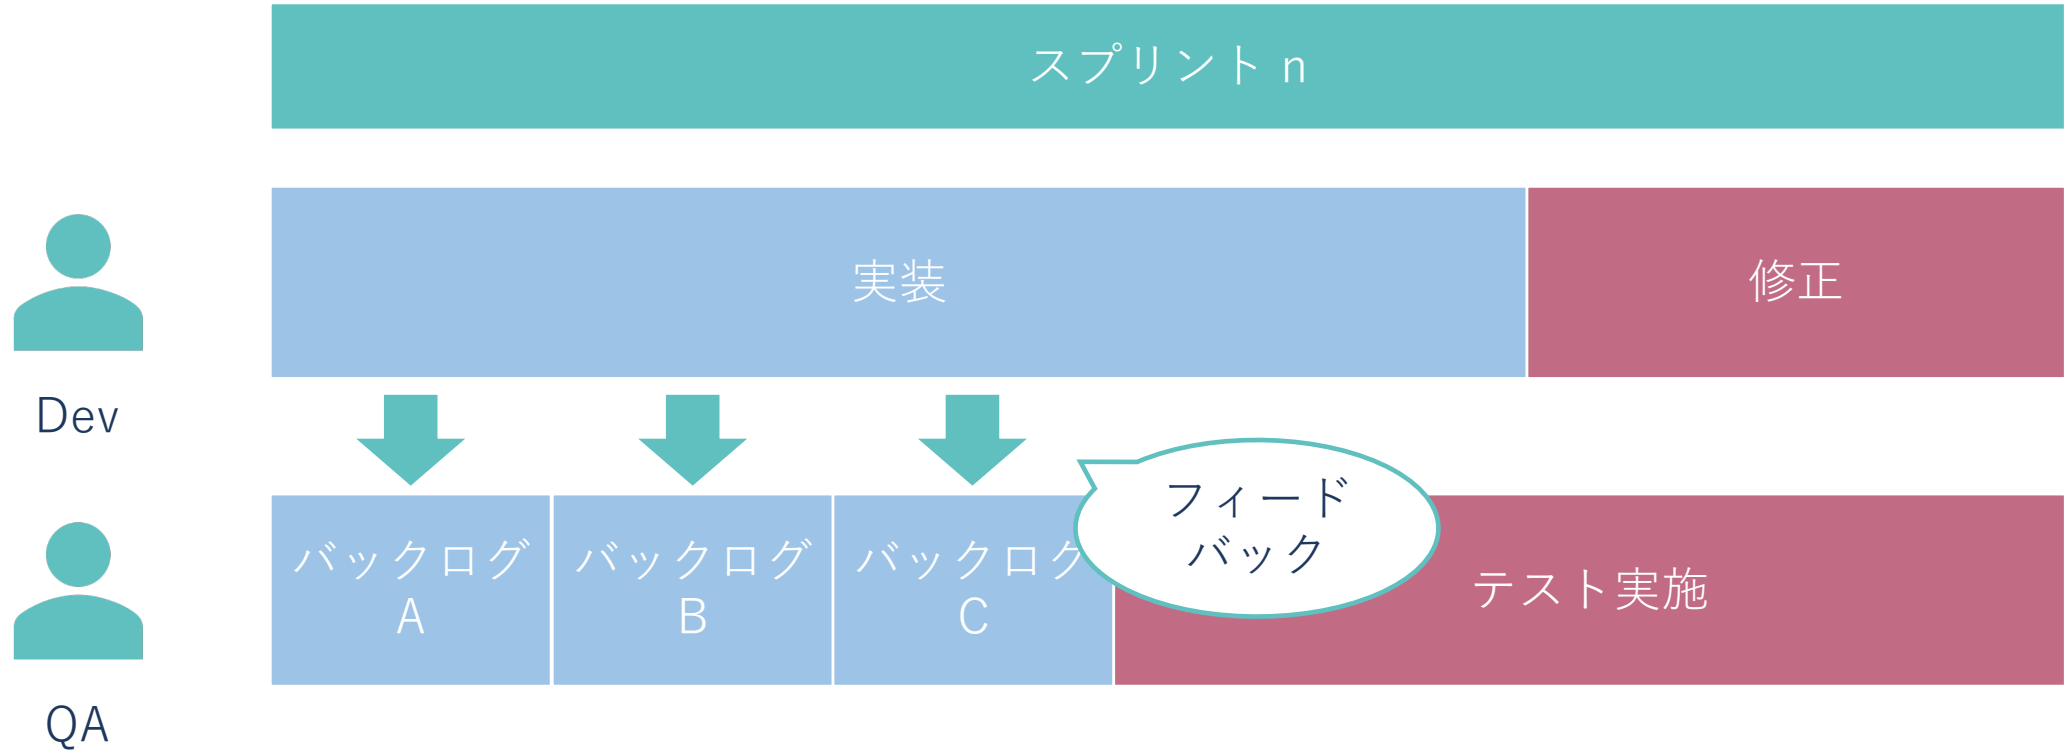 スプリント n
実装
修正
Dev
フィード
バック
バックログ
A
バックログ
B
バックログ
C
テスト実施
QA